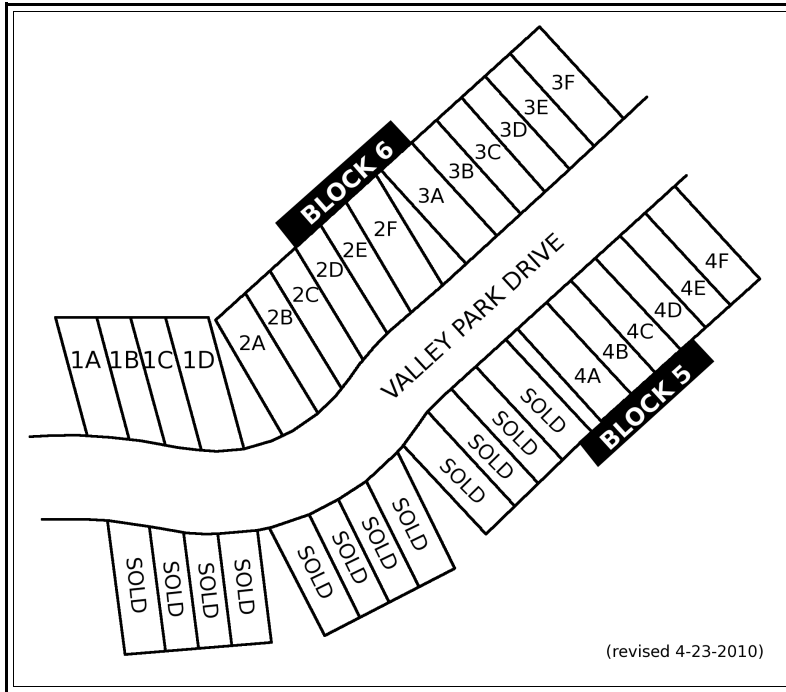 BLOCK 6
3F
3E
3D
3C
3B
3A
2F
2E
2D
2C
2B
2A
1A
1B
1C
1D
VALLEY PARK DRIVE
4F
4E
4D
4C
4B
4A
BLOCK 5
SOLD
SOLD
SOLD
SOLD
SOLD
SOLD
SOLD
SOLD
SOLD
SOLD
SOLD
SOLD
(revised 4-23-2010)